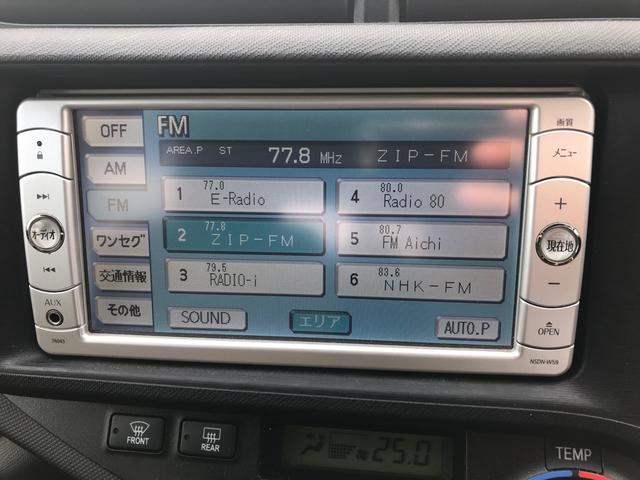 画質
OFF
FM
AREA.P ST 77.8 MHz ZIP-FM
メニュー
AM
1 77.0 E-Radio
4 80.0 Radio 80
FM
オーディオ
ワンセグ
2 77.8 ZIP-FM
5 80.7 FM Aichi
現在地
交通情報
3 79.5 RADIO-i
6 83.6 NHK-FM
AUX
その他
SOUND
エリア
AUTO.P
OPEN
76043
NSDN-W59
FRONT
REAR
25.0
TEMP